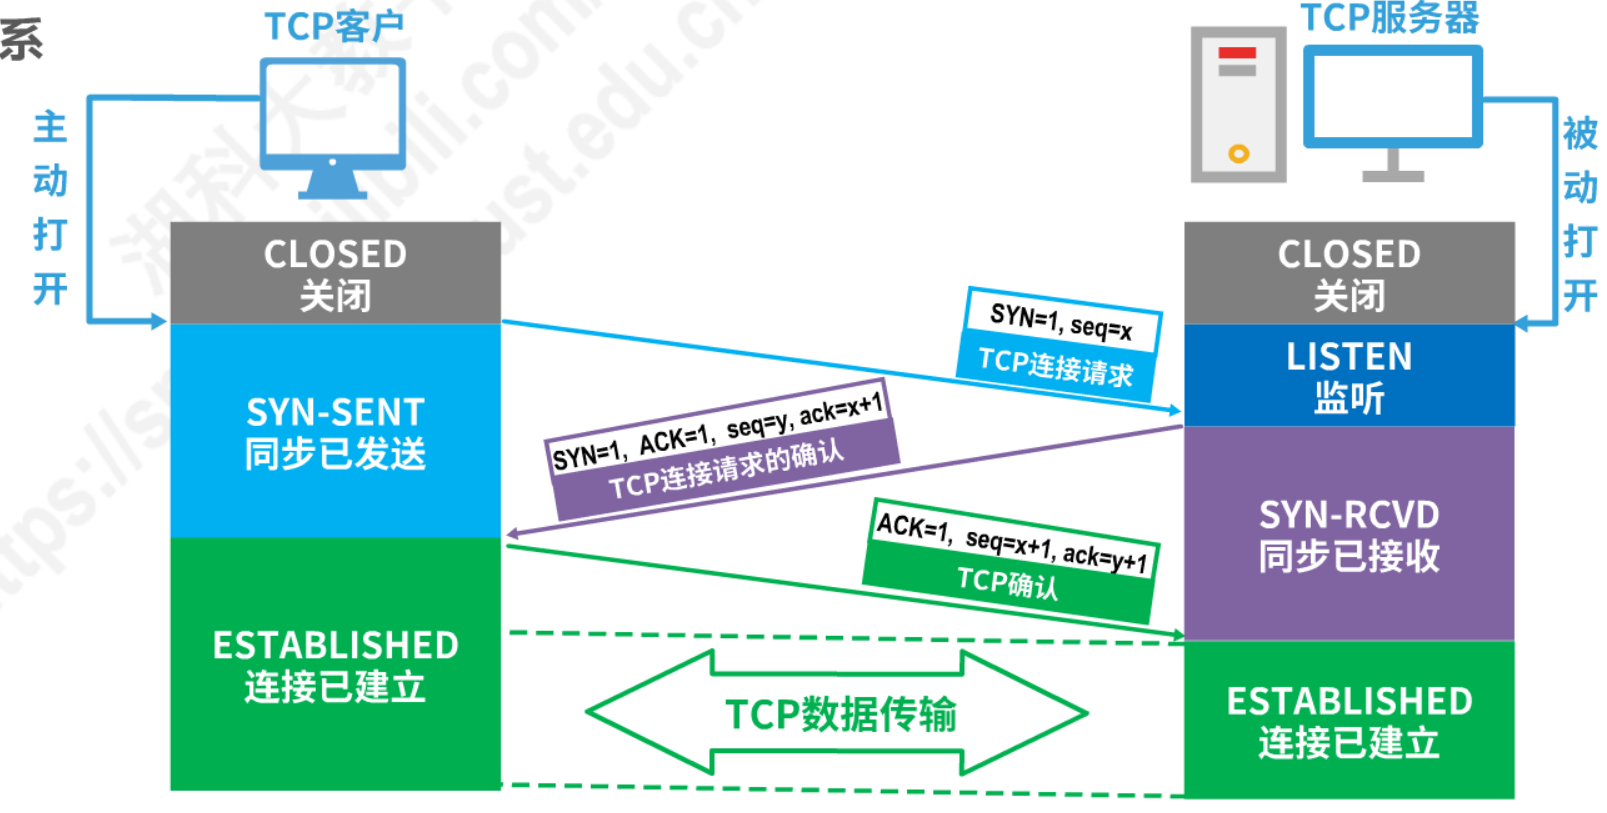 系
TCP客户
TCP服务器
主动打开
被动打开
CLOSED
关闭
CLOSED
关闭
SYN=1, seq=x
TCP连接请求
LISTEN
监听
SYN-SENT
同步已发送
SYN=1, ACK=1, seq=y, ack=x+1
TCP连接请求的确认
SYN-RCVD
同步已接收
ACK=1, seq=x+1, ack=y+1
TCP确认
ESTABLISHED
连接已建立
TCP数据传输
ESTABLISHED
连接已建立